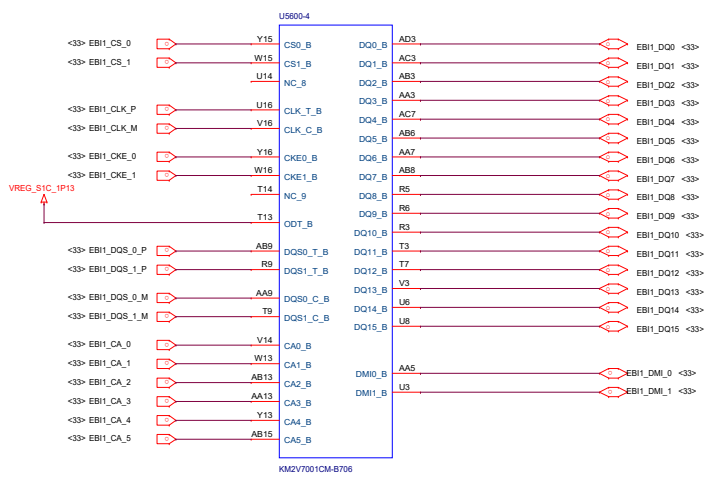 U5600-4
<33> EBI1_CS_0 Y15 CS0_B DQ0_B AD3 EBI1_DQ0 <33>
<33> EBI1_CS_1 W15 CS1_B DQ1_B AC3 EBI1_DQ1 <33>
U14 NC_8 DQ2_B AB3 EBI1_DQ2 <33>
DQ3_B AA3 EBI1_DQ3 <33>
<33> EBI1_CLK_P U16 CLK_T_B DQ4_B AC7 EBI1_DQ4 <33>
<33> EBI1_CLK_M V16 CLK_C_B DQ5_B AB6 EBI1_DQ5 <33>
<33> EBI1_CKE_0 Y16 CKE0_B DQ6_B AA7 EBI1_DQ6 <33>
<33> EBI1_CKE_1 W16 CKE1_B DQ7_B AB8 EBI1_DQ7 <33>
VREG_S1C_1P13 T14 NC_9 DQ8_B R5 EBI1_DQ8 <33>
DQ9_B R6 EBI1_DQ9 <33>
T13 ODT_B DQ10_B R3 EBI1_DQ10 <33>
<33> EBI1_DQS_0_P AB9 DQS0_T_B DQ11_B T3 EBI1_DQ11 <33>
<33> EBI1_DQS_1_P R9 DQS1_T_B DQ12_B T7 EBI1_DQ12 <33>
DQ13_B V3 EBI1_DQ13 <33>
<33> EBI1_DQS_0_M AA9 DQS0_C_B DQ14_B U6 EBI1_DQ14 <33>
<33> EBI1_DQS_1_M T9 DQS1_C_B DQ15_B U8 EBI1_DQ15 <33>
<33> EBI1_CA_0 V14 CA0_B
<33> EBI1_CA_1 W13 CA1_B DMI0_B AA5 EBI1_DMI_0 <33>
<33> EBI1_CA_2 AB13 CA2_B DMI1_B U3 EBI1_DMI_1 <33>
<33> EBI1_CA_3 AA13 CA3_B
<33> EBI1_CA_4 Y13 CA4_B
<33> EBI1_CA_5 AB15 CA5_B
KM2V7001CM-B706